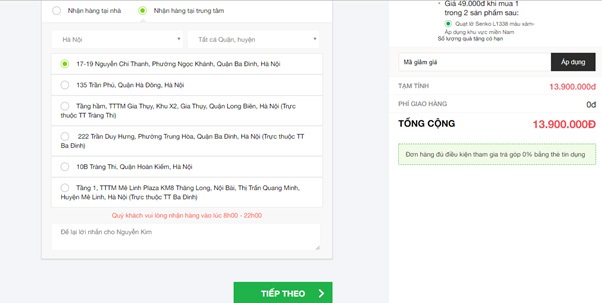 Nhận hàng tại nhà
Nhận hàng tại trung tâm
Hà Nội
Tất cả Quận, huyện
17-19 Nguyễn Chí Thanh, Phường Ngọc Khánh, Quận Ba Đình, Hà Nội
135 Trần Phú, Quận Hà Đông, Hà Nội
Tầng hầm, TTTM Gia Thụy, Khu X2, Gia Thụy, Quận Long Biên, Hà Nội (Trực
thuộc TT Tràng Thi)
222 Trần Duy Hưng, Phường Trung Hòa, Quận Ba Đình, Hà Nội (Trực thuộc TT
Ba Đình)
10B Tràng Thi, Quận Hoàn Kiếm, Hà Nội
Tầng 1, TTTM Mê Linh Plaza KM8 Thăng Long, Nội Bài, Thị Trấn Quang Minh,
Huyện Mê Linh, Hà Nội (Trực thuộc TT Ba Đình)
Quý khách vui lòng nhận hàng vào lúc 8h00 - 22h00
Để lại lời nhắn cho Nguyễn Kim
TIẾP THEO
Giá 49.000đ khi mua 1
trong 2 sản phẩm sau:
Quạt lỡ Senko L1338 màu xám-
Áp dụng khu vực miền Nam
Số lượng quà tặng có hạn
Mã giảm giá
Áp dụng
TẠM TÍNH 13.900.000đ
PHÍ GIAO HÀNG 0đ
TỔNG CỘNG 13.900.000Đ
Đơn hàng đủ điều kiện tham gia trả góp 0% bằng thẻ tín dụng